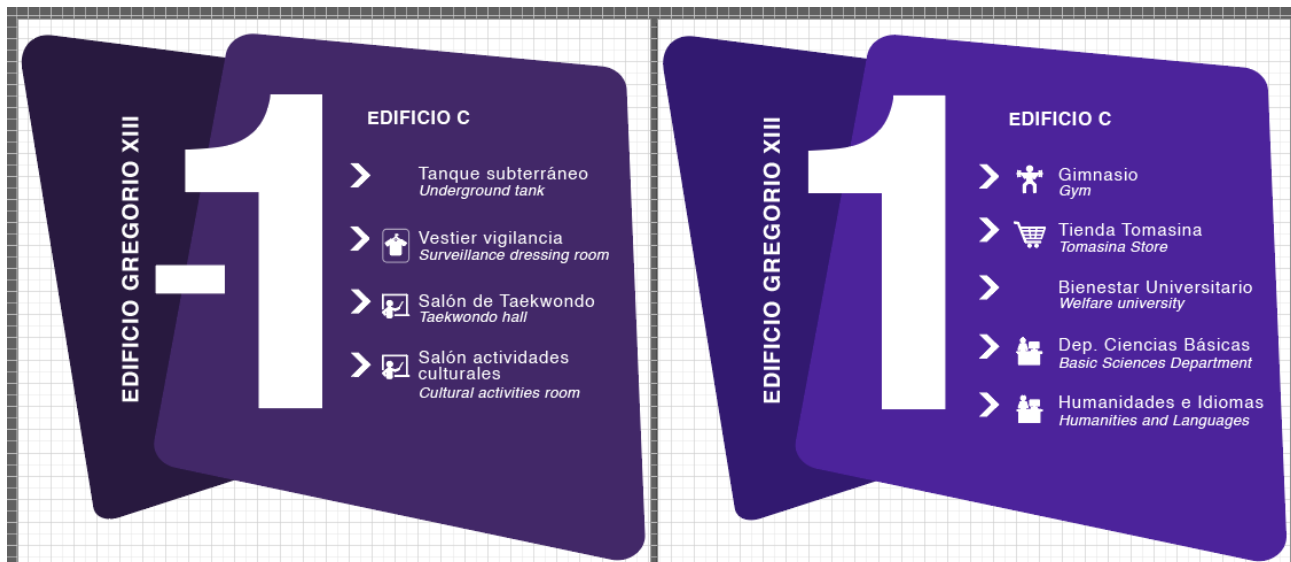 EDIFICIO GREGORIO XIII
-1
EDIFICIO C
Tanque subterráneo
Underground tank
Vestier vigilancia
Surveillance dressing room
Salón de Taekwondo
Taekwondo hall
Salón actividades
culturales
Cultural activities room
EDIFICIO GREGORIO XIII
1
EDIFICIO C
Gimnasio
Gym
Tienda Tomasina
Tomasina Store
Bienestar Universitario
Welfare university
Dep. Ciencias Básicas
Basic Sciences Department
Humanidades e Idiomas
Humanities and Languages